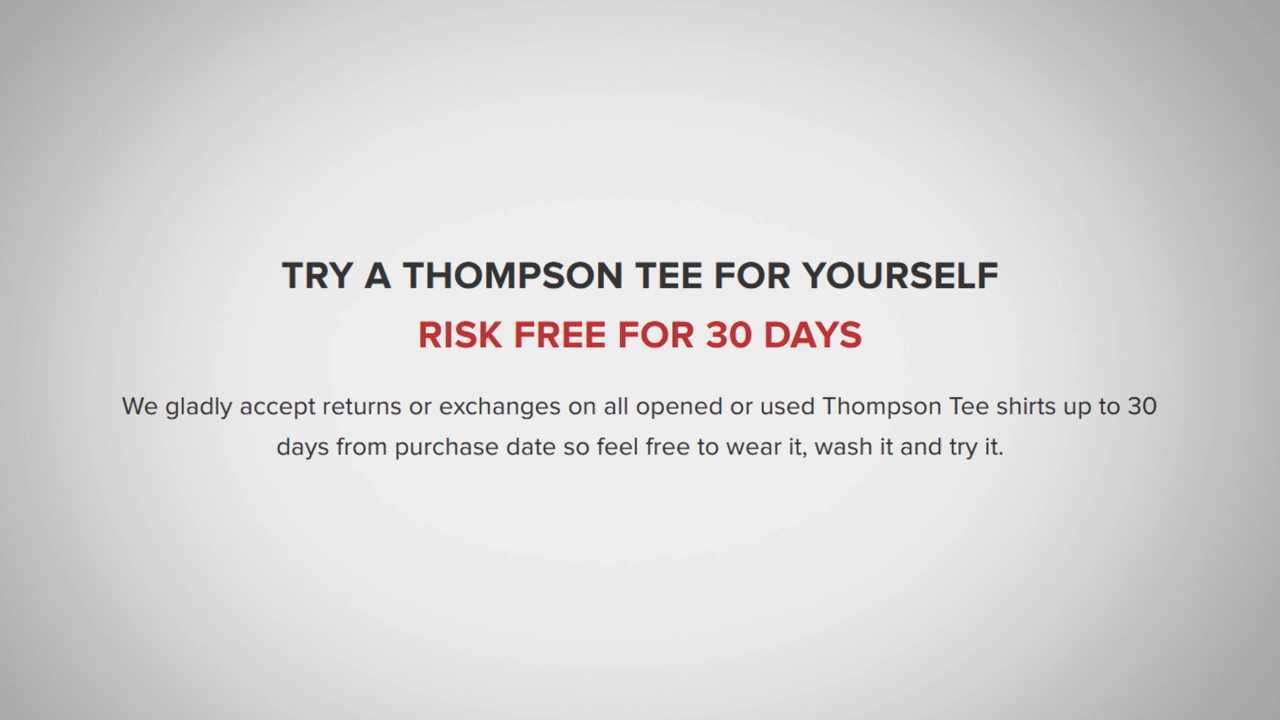 TRY A THOMPSON TEE FOR YOURSELF
RISK FREE FOR 30 DAYS
We gladly accept returns or exchanges on all opened or used Thompson Tee shirts up to 30
days from purchase date so feel free to wear it, wash it and try it.